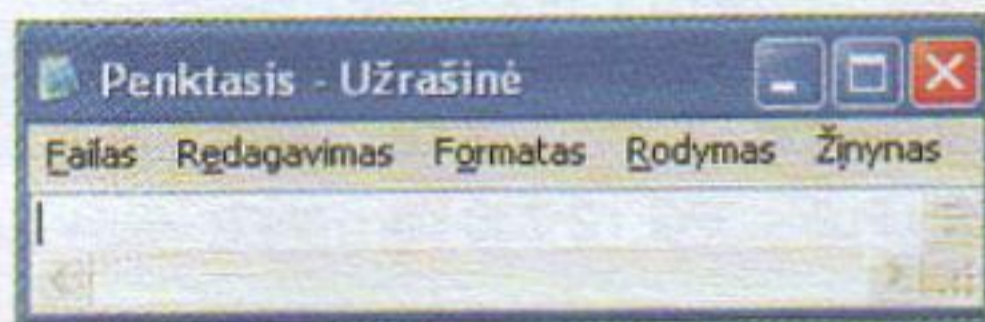 Penktasis - Užrašinė
Failas Redagavimas Formatas Rodymas Žinynas